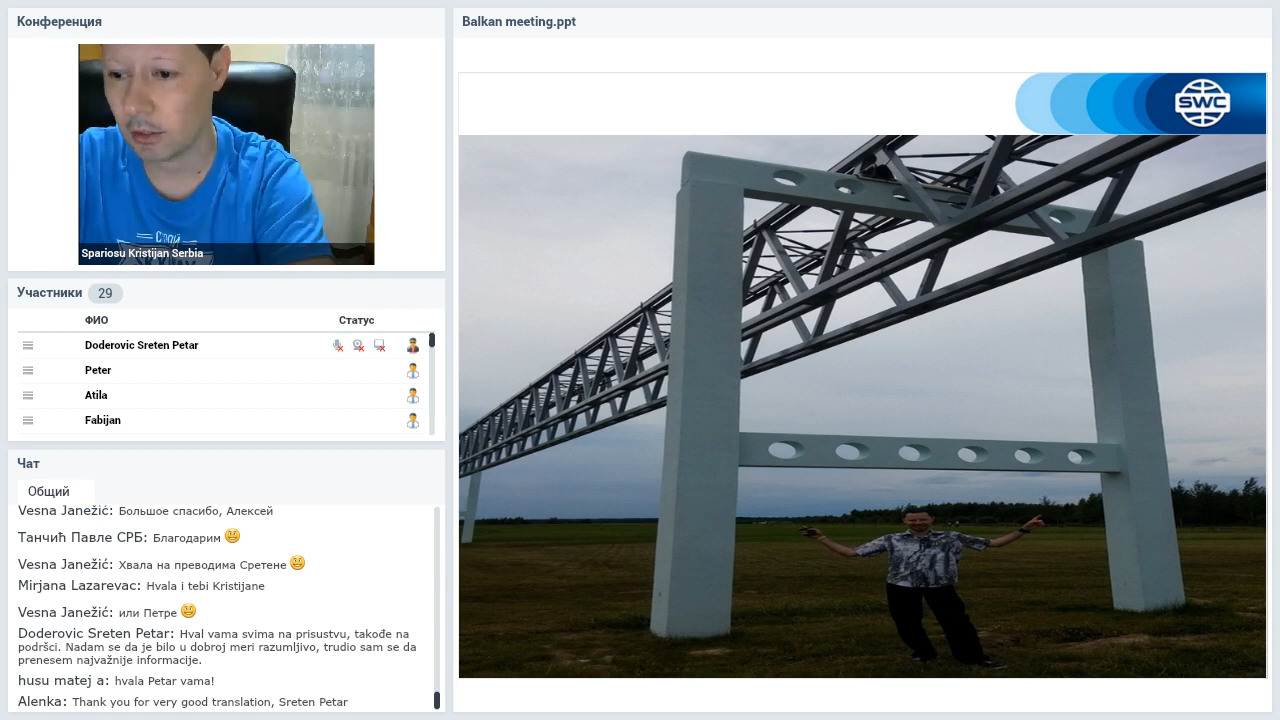 Конференция
СТОЙ
Spariosu Kristijan Serbia
Участники 29
ФИО Статус
Doderovic Sreten Petar
Peter
Atila
Fabijan
Чат
Общий
Vesna Janežić: Большое спасибо, Алексей
Танчић Павле СРБ: Благодарим
Vesna Janežić: Хвала на преводима Сретене
Mirjana Lazarevac: Hvala i tebi Kristijane
Vesna Janežić: или Петре
Doderovic Sreten Petar: Hval vama svima na prisustvu, takođe na
podršci. Nadam se da je bilo u dobroj meri razumljivo, trudio sam se da
prenesem najvažnije informacije.
husu matej a: hvala Petar vama!
Alenka: Thank you for very good translation, Sreten Petar
Balkan meeting.ppt
SWC